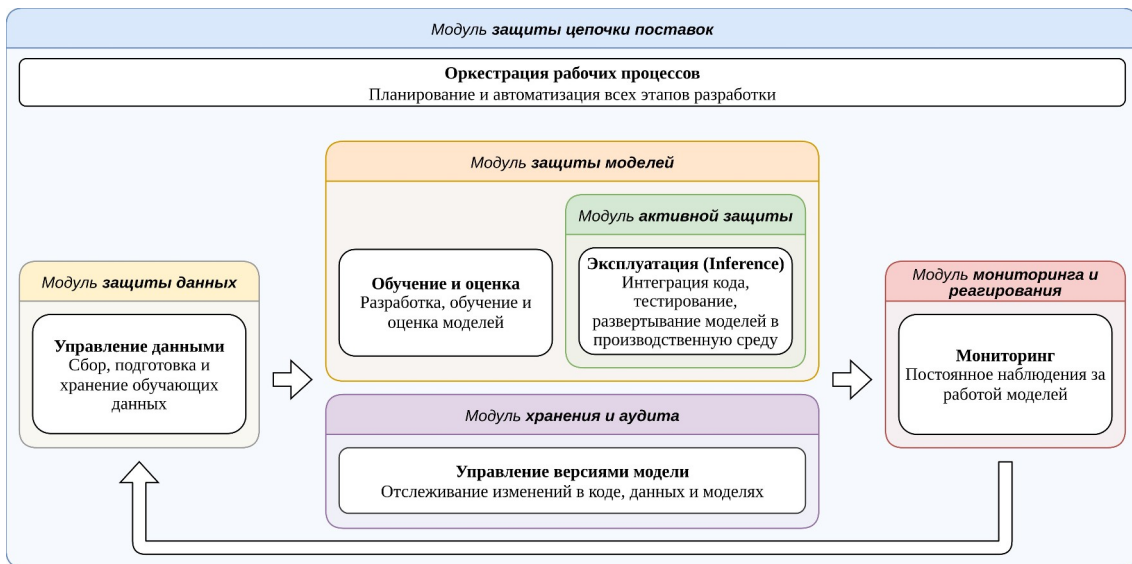 Модуль защиты цепочки поставок
Оркестрация рабочих процессов
Планирование и автоматизация всех этапов разработки
Модуль защиты данных
Управление данными
Сбор, подготовка и
хранение обучающих
данных
Модуль защиты моделей
Обучение и оценка
Разработка, обучение и
оценка моделей
Модуль активной защиты
Эксплуатация (Inference)
Интеграция кода,
тестирование,
развертывание моделей в
производственную среду
Модуль хранения и аудита
Управление версиями модели
Отслеживание изменений в коде, данных и моделях
Модуль мониторинга и
реагирования
Мониторинг
Постоянное наблюдения за
работой моделей